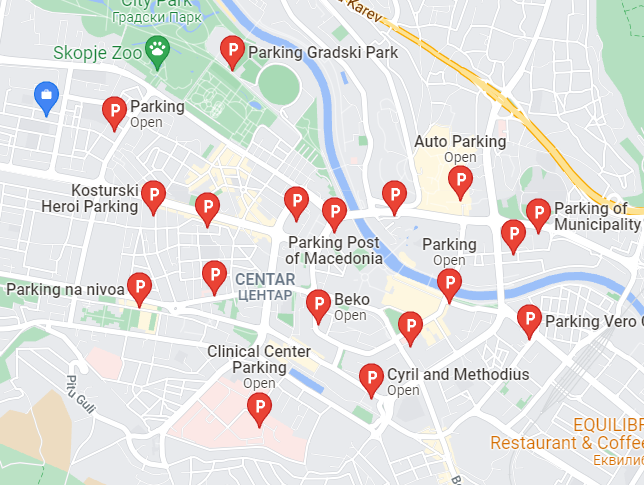 City Park
Градски Парк
Karev
Skopje Zoo
P
Parking Gradski Park
P
Parking
Open
Auto Parking
Open
P
Kosturski
Heroi Parking
P
P
P
P
P
Parking Post
of Macedonia
P
Parking of
Municipality
P
Parking
Open
P
Parking na nivoa
P
P
CENTAR
ЦЕНТАР
P
Beko
Open
P
P
Parking Vero
Clinical Center
Parking
Open
P
P
Cyril and Methodius
Open
Pitu Guli
EQUILIB
Restaurant & Coffee
Еквилиб